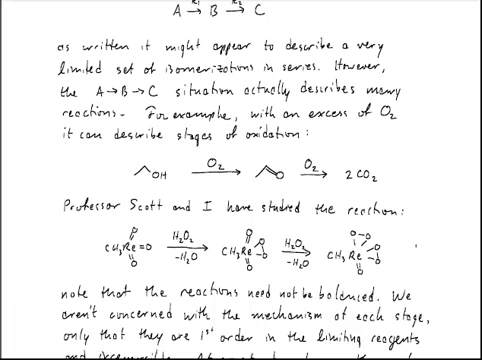 A → B → C
as written it might appear to describe a very
limited set of isomerizations in series. However,
the A→B→C situation actually describes many
reactions. For example, with an excess of O2
it can describe stages of oxidation:
OH O2 → O O2 → 2 CO2
Professor Scott and I have studied the reaction:
CH3Re=O O O H2O2 → -H2O CH3Re O O O O H2O2 → -H2O CH3Re O-O O O O
note that the reactions need not be balanced. We
aren't concerned with the mechanism of each stage,
only that they are 1st order in the limiting reagents